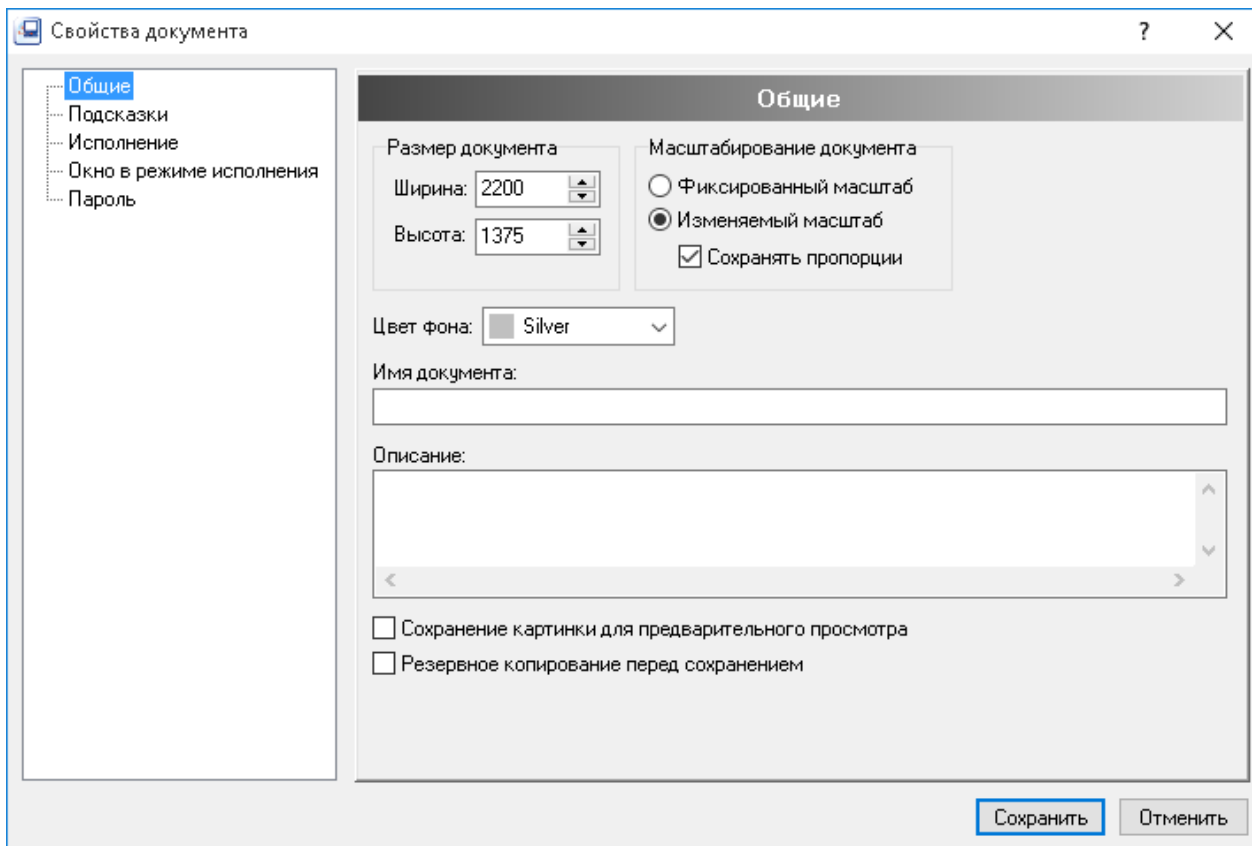 Свойства документа
Общие
Подсказки
Исполнение
Окно в режиме исполнения
Пароль
Общие
Размер документа
Ширина: 2200
Высота: 1375
Масштабирование документа
Фиксированный масштаб
Изменяемый масштаб
Сохранять пропорции
Цвет фона: Silver
Имя документа:
Описание:
Сохранение картинки для предварительного просмотра
Резервное копирование перед сохранением
Сохранить Отменить